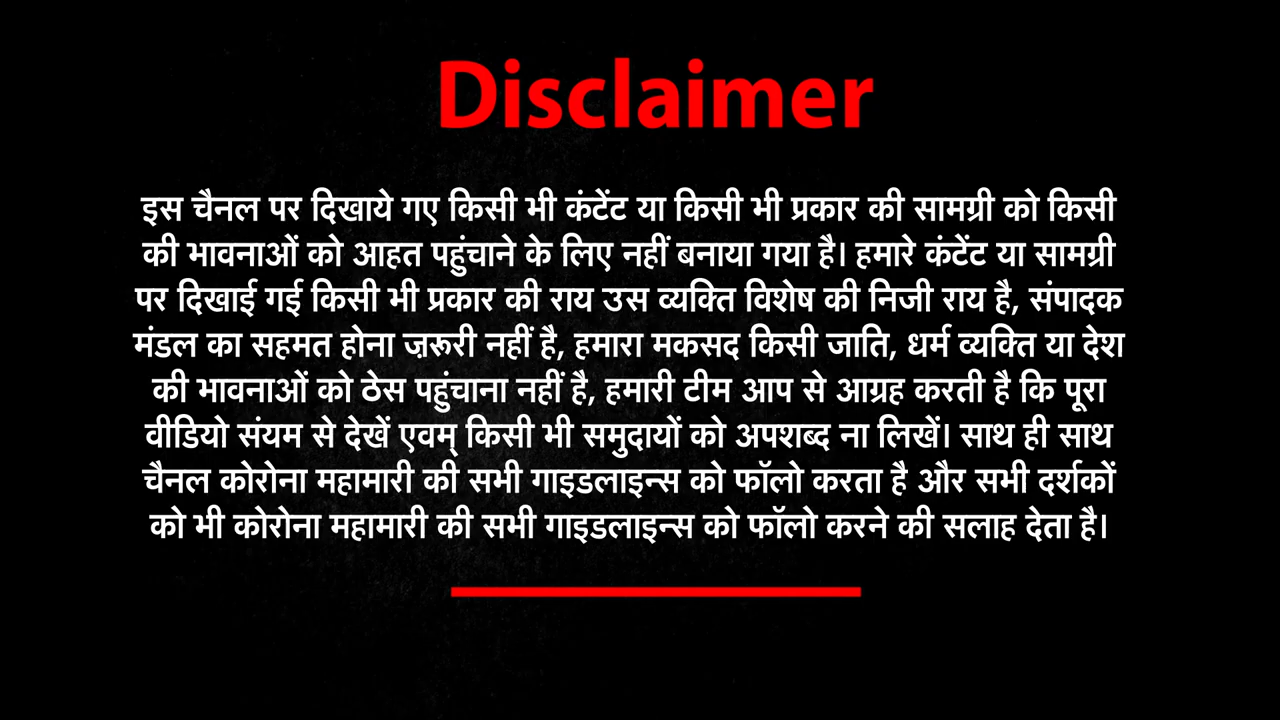 Disclaimer
इस चैनल पर दिखाये गए किसी भी कंटेंट या किसी भी प्रकार की सामग्री को किसी
की भावनाओं को आहत पहुंचाने के लिए नहीं बनाया गया है। हमारे कंटेंट या सामग्री
पर दिखाई गई किसी भी प्रकार की राय उस व्यक्ति विशेष की निजी राय है, संपादक
मंडल का सहमत होना ज़रूरी नहीं है, हमारा मकसद किसी जाति, धर्म व्यक्ति या देश
की भावनाओं को ठेस पहुंचाना नहीं है, हमारी टीम आप से आग्रह करती है कि पूरा
वीडियो संयम से देखें एवम् किसी भी समुदायों को अपशब्द ना लिखें। साथ ही साथ
चैनल कोरोना महामारी की सभी गाइडलाइन्स को फॉलो करता है और सभी दर्शकों
को भी कोरोना महामारी की सभी गाइडलाइन्स को फॉलो करने की सलाह देता है।